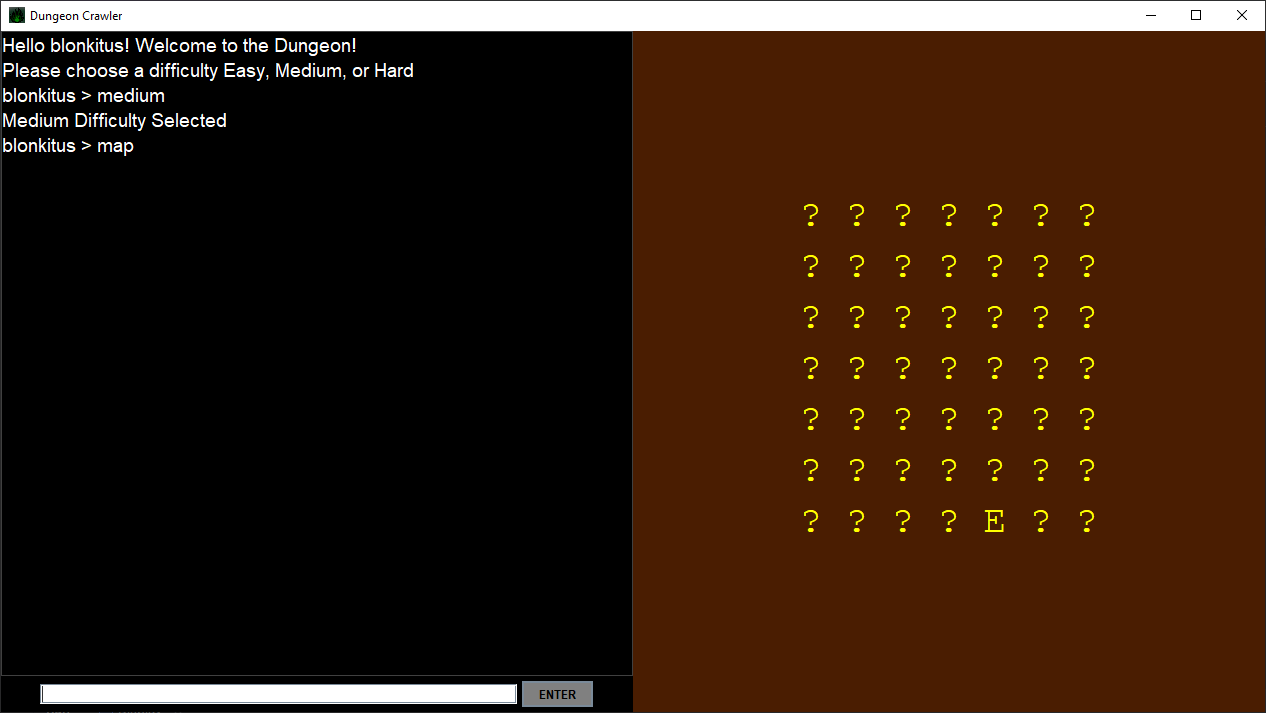 Dungeon Crawler
Hello blonkitus! Welcome to the Dungeon!
Please choose a difficulty Easy, Medium, or Hard
blonkitus > medium
Medium Difficulty Selected
blonkitus > map
? ? ? ? ? ? ?
? ? ? ? ? ? ?
? ? ? ? ? ? ?
? ? ? ? ? ? ?
? ? ? ? ? ? ?
? ? ? ? ? ? ?
? ? ? ? E ? ?
ENTER